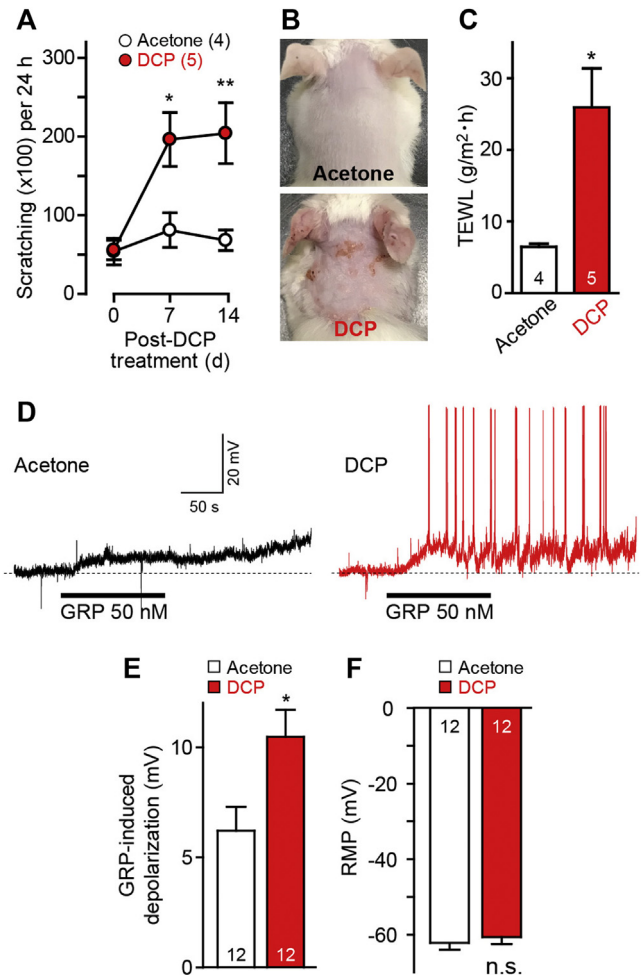 A
Acetone (4)
DCP (5)
Scratching (x100) per 24 h
300
200
100
0
*
**
0
7
14
Post-DCP
treatment (d)
B
Acetone
DCP
C
TEWL (g/m²·h)
30
20
10
0
*
4
5
Acetone
DCP
D
Acetone
20 mV
50 s
GRP 50 nM
DCP
GRP 50 nM
E
Acetone
DCP
GRP-induced
depolarization (mV)
10
5
0
*
12
12
F
Acetone
DCP
RMP (mV)
0
-20
-40
-60
12
12
n.s.